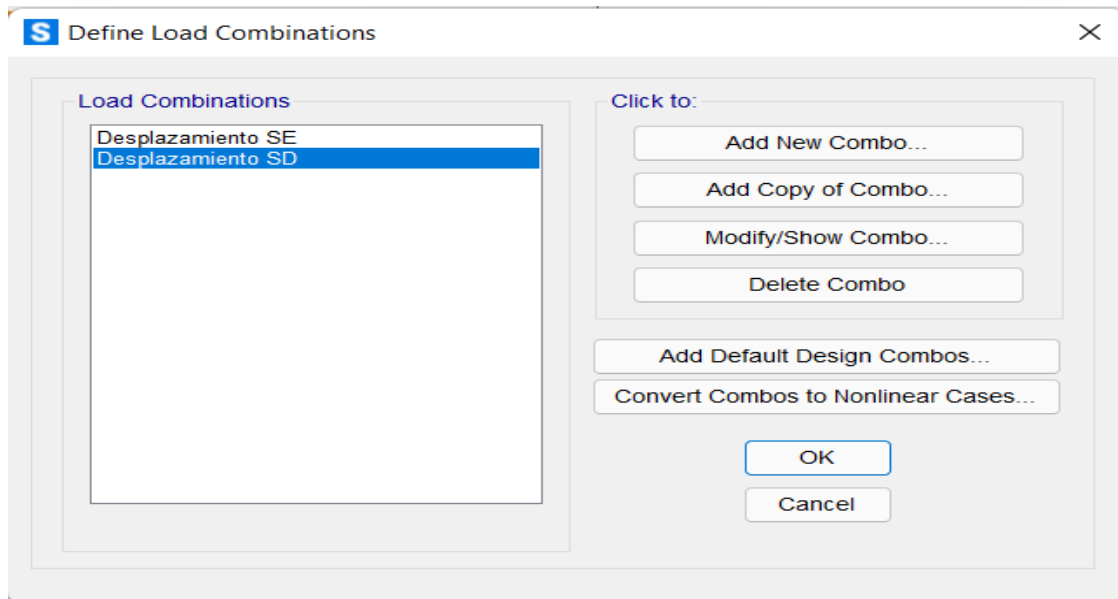 S Define Load Combinations
Load Combinations
Desplazamiento SE
Desplazamiento SD
Click to:
Add New Combo...
Add Copy of Combo...
Modify/Show Combo...
Delete Combo
Add Default Design Combos...
Convert Combos to Nonlinear Cases...
OK
Cancel